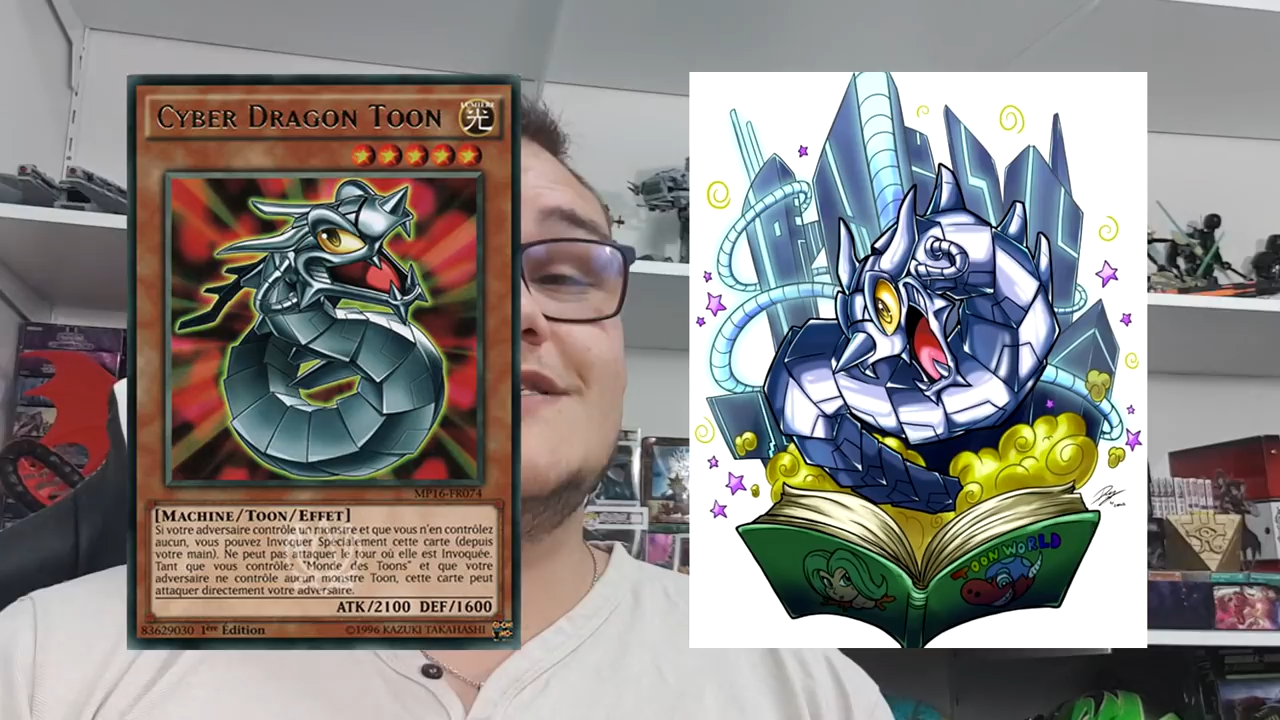 CYBER DRAGON TOON
LUMIÈRE
光
MP16-FR074
[MACHINE/TOON/EFFET]
Si votre adversaire contrôle un monstre et que vous n'en contrôlez
aucun, vous pouvez Invoquer Spécialement cette carte (depuis
votre main). Ne peut pas attaquer le tour où elle est Invoquée.
Tant que vous contrôlez "Monde des Toons" et que votre
adversaire ne contrôle aucun monstre Toon, cette carte peut
attaquer directement votre adversaire.
ATK/2100 DEF/1600
83629030 1ère Édition ©1996 KAZUKI TAKAHASHI
TOON WORLD